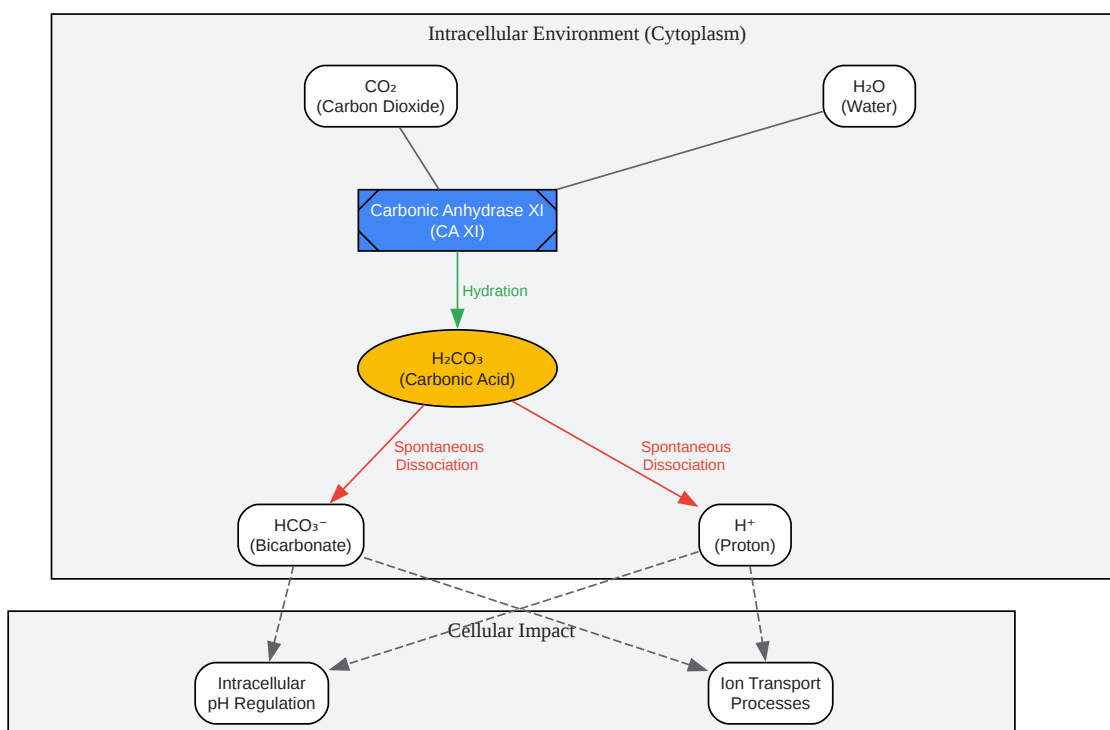 Intracellular Environment (Cytoplasm)
CO₂
(Carbon Dioxide)
H₂O
(Water)
Carbonic Anhydrase XI
(CA XI)
Hydration
H₂CO₃
(Carbonic Acid)
Spontaneous
Dissociation
Spontaneous
Dissociation
HCO₃⁻
(Bicarbonate)
H⁺
(Proton)
Cellular Impact
Intracellular
pH Regulation
Ion Transport
Processes